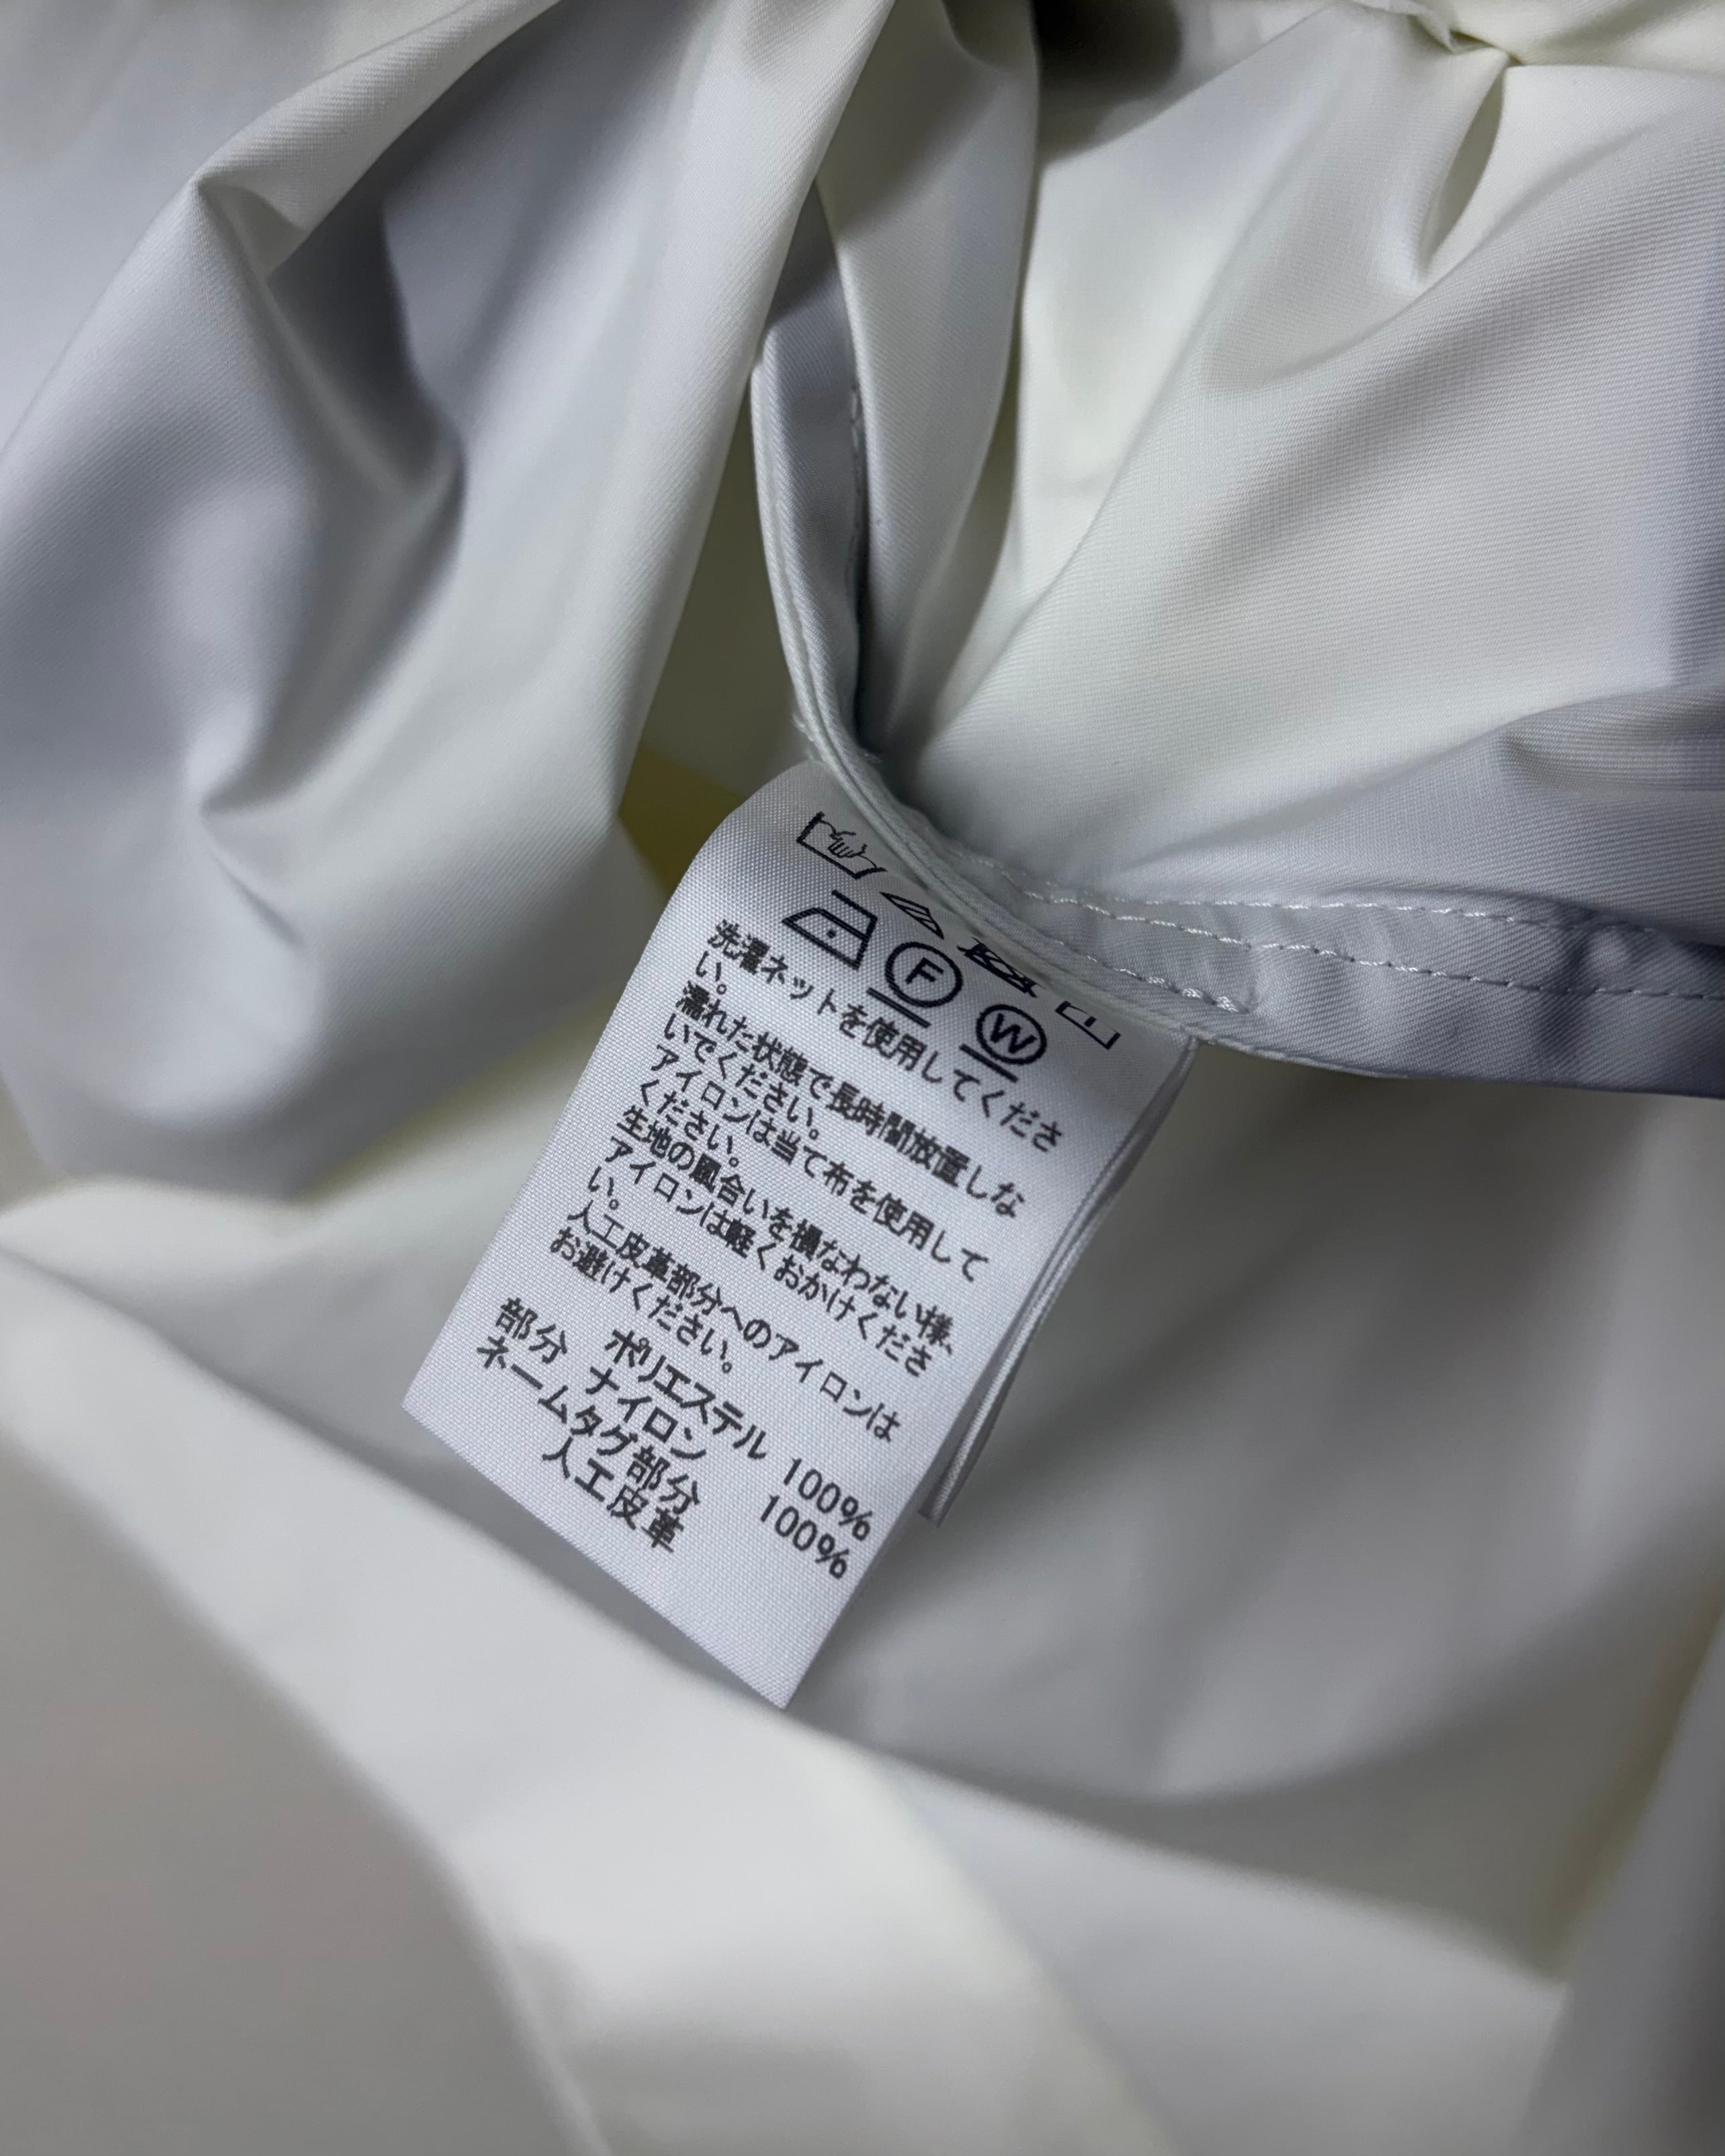 F W
洗濯ネットを使用してくださ
い。
濡れた状態で長時間放置しな
いでください。
アイロンは当て布を使用して
ください。
生地の風合いを損なわない様、
アイロンは軽くおかけくださ
い。
人工皮革部分へのアイロンは
お避けください。
ポリエステル 100%
部分 ナイロン 100%
ネームタグ部分
人工皮革